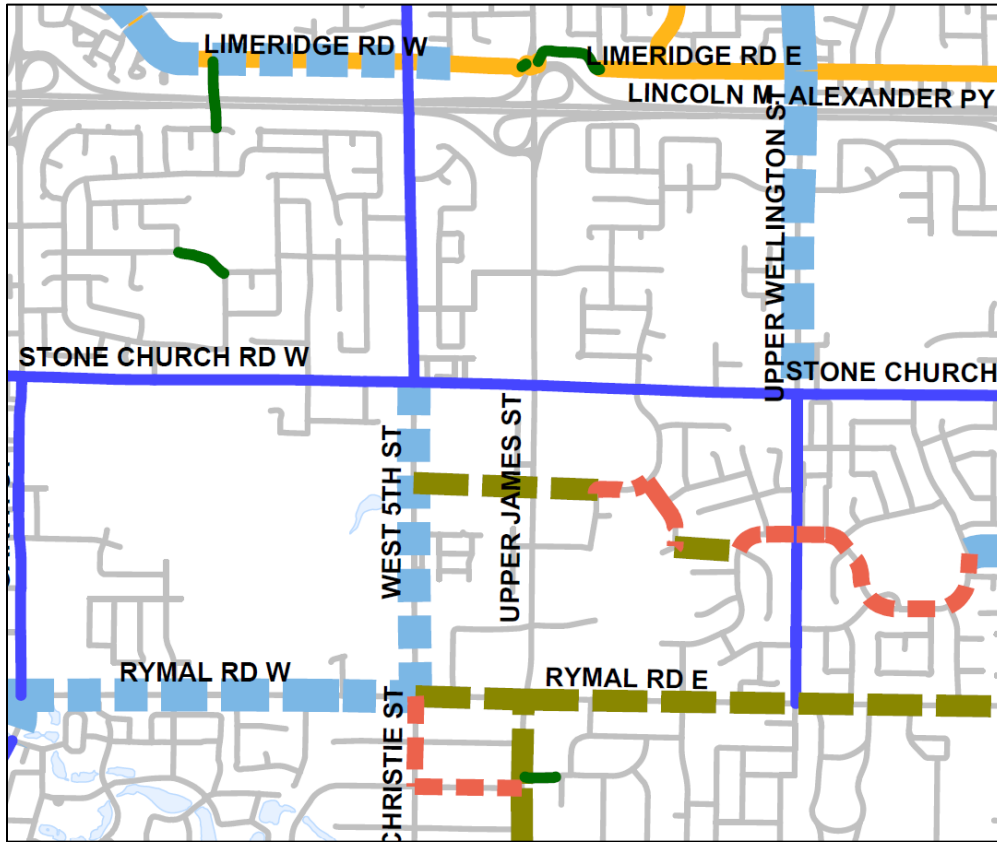 LIMERIDGE RD W
LIMERIDGE RD E
LINCOLN M. ALEXANDER PY
UPPER WELLINGTON ST
STONE CHURCH RD W
STONE CHURCH
WEST 5TH ST
UPPER JAMES ST
RYMAL RD W
RYMAL RD E
CHRISTIE ST